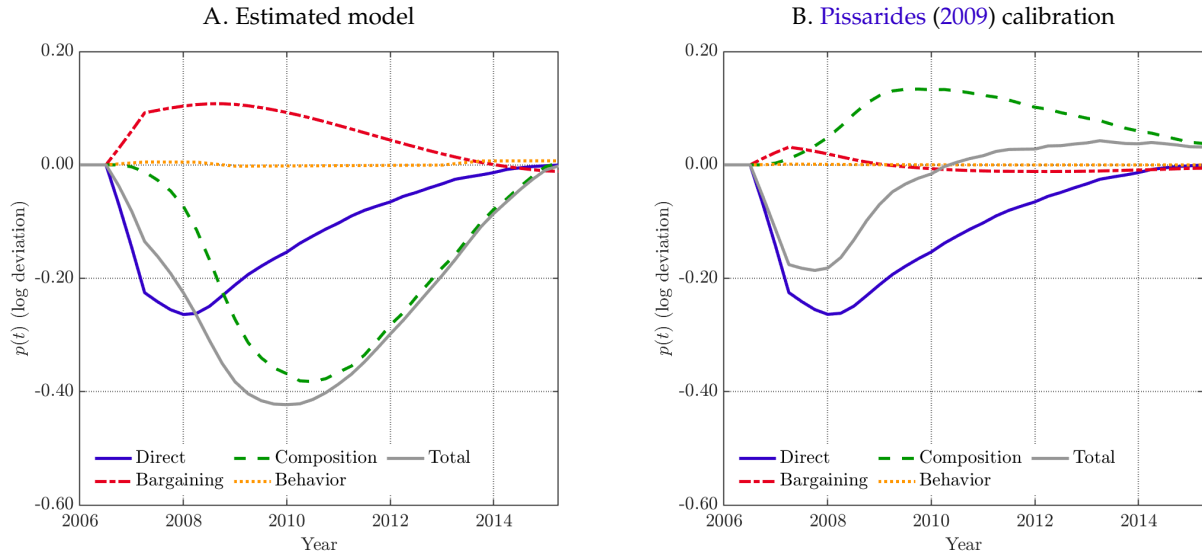 A. Estimated model
0.20
0.00
-0.20
-0.40
-0.60
p(t) (log deviation)
Direct
Composition
Total
Bargaining
Behavior
2006
2008
2010
2012
2014
Year
B. Pissarides (2009) calibration
0.20
0.00
-0.20
-0.40
-0.60
p(t) (log deviation)
Direct
Composition
Total
Bargaining
Behavior
2006
2008
2010
2012
2014
Year